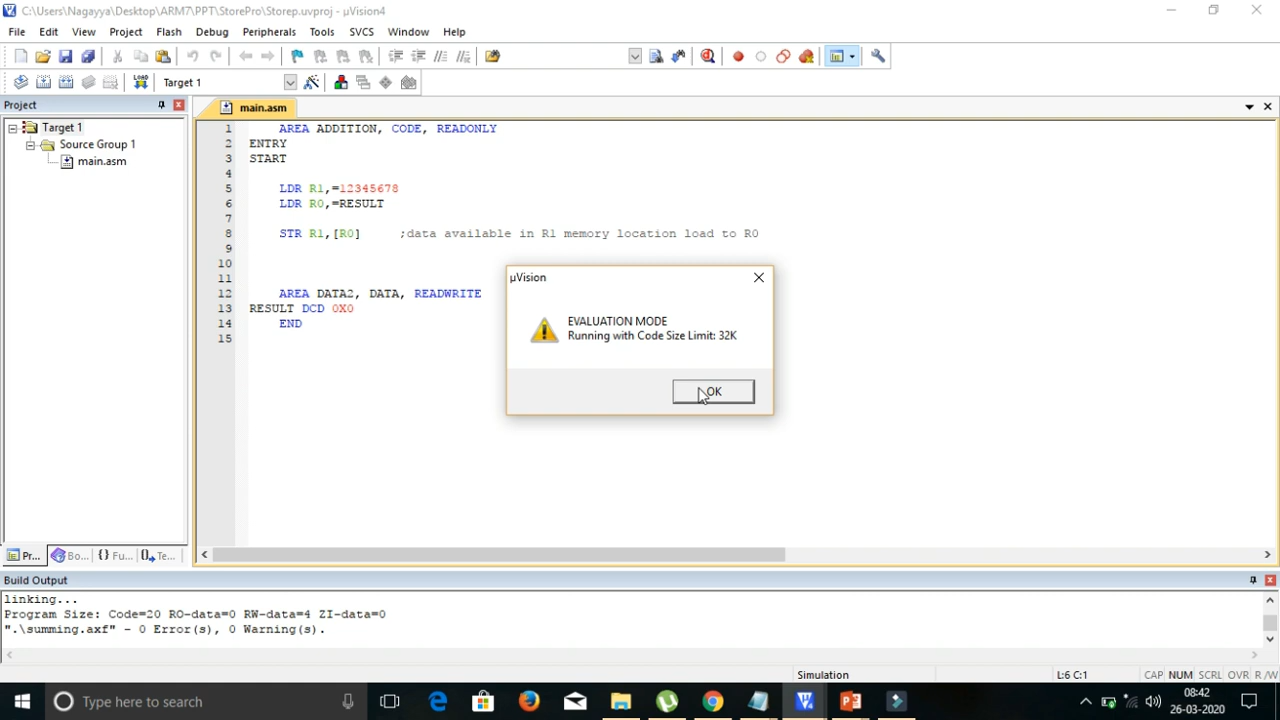 C:\Users\Nagayya\Desktop\ARM7\PPT\StorePro\Storep.uvproj - µVision4
File Edit View Project Flash Debug Peripherals Tools SVCS Window Help
LOAD Target 1
Project
Target 1
Source Group 1
main.asm
main.asm
1 AREA ADDITION, CODE, READONLY
2 ENTRY
3 START
4
5 LDR R1,=12345678
6 LDR R0,=RESULT
7
8 STR R1,[R0] ;data available in R1 memory location load to R0
9
10
11
12 AREA DATA2, DATA, READWRITE
13 RESULT DCD 0X0
14 END
15
µVision
EVALUATION MODE
Running with Code Size Limit: 32K
OK
Pr... Bo... {} Fu... Te...
Build Output
linking...
Program Size: Code=20 RO-data=0 RW-data=4 ZI-data=0
".\summing.axf" - 0 Error(s), 0 Warning(s).
Simulation L:6 C:1 CAP NUM SCRL OVR R/W
Type here to search
08:42
26-03-2020